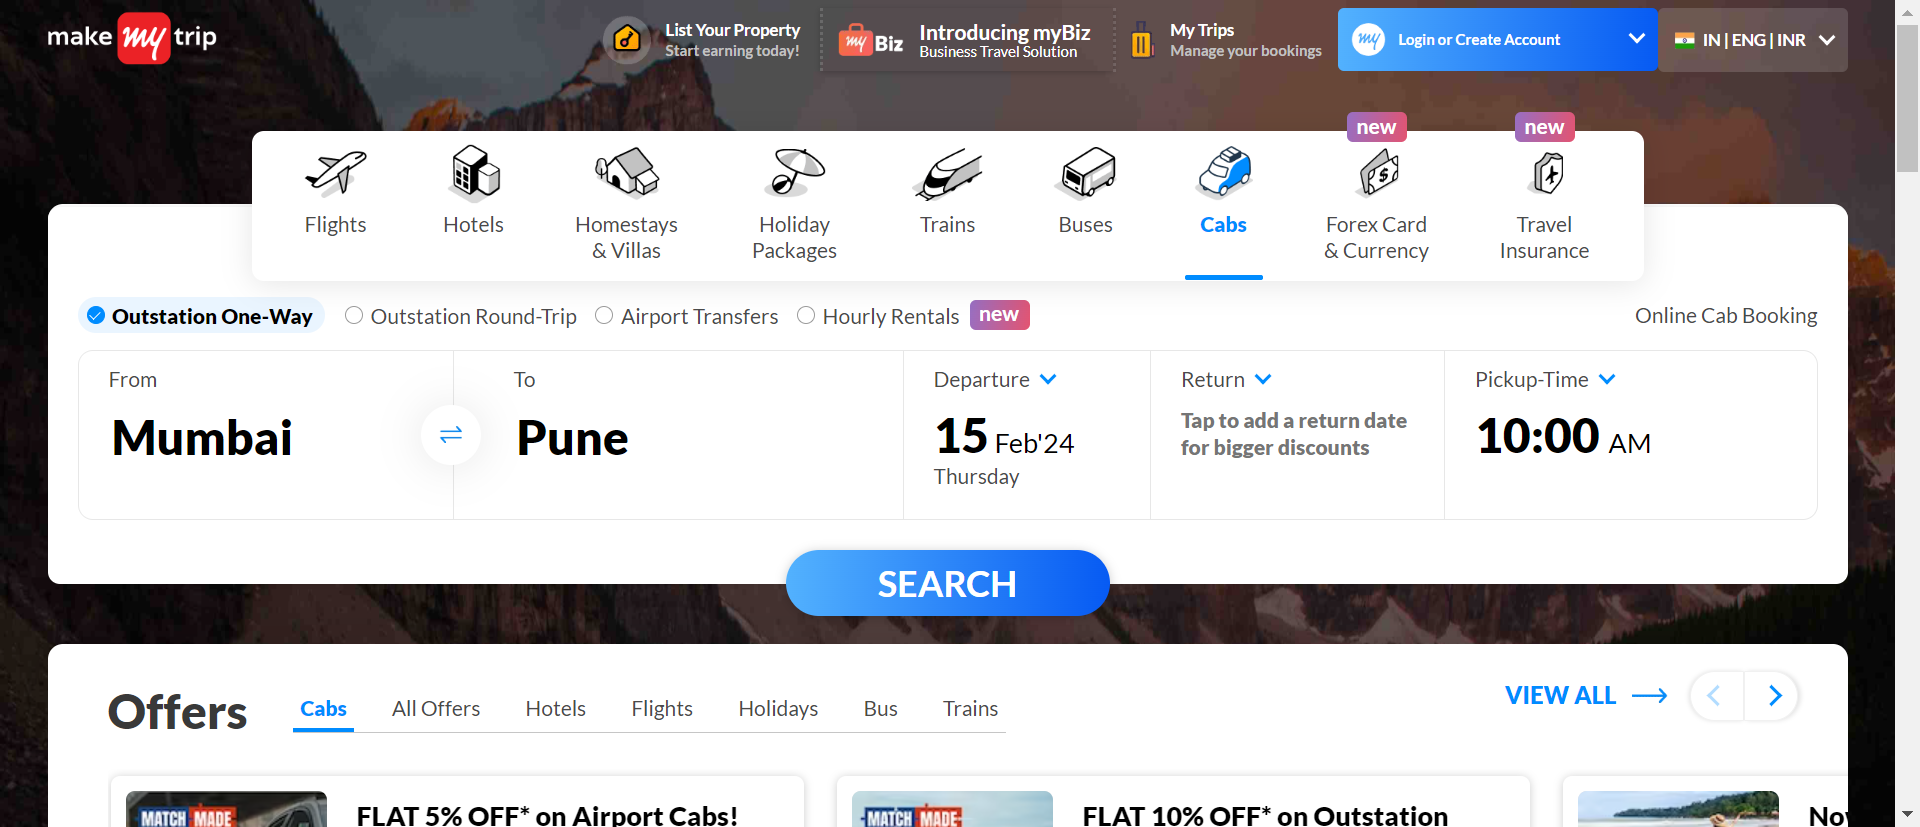 make my trip
List Your Property
Start earning today!
my Biz
Introducing myBiz
Business Travel Solution
My Trips
Manage your bookings
my Login or Create Account
IN | ENG | INR
new
new
Flights
Hotels
Homestays
& Villas
Holiday
Packages
Trains
Buses
Cabs
Forex Card
& Currency
Travel
Insurance
Outstation One-Way
Outstation Round-Trip
Airport Transfers
Hourly Rentals
new
Online Cab Booking
From
Mumbai
To
Pune
Departure
15 Feb'24
Thursday
Return
Tap to add a return date
for bigger discounts
Pickup-Time
10:00 AM
SEARCH
Offers
Cabs
All Offers
Hotels
Flights
Holidays
Bus
Trains
VIEW ALL
MATCH MADE
FLAT 5% OFF* on Airport Cabs!
MATCH MADE
FLAT 10% OFF* on Outstation